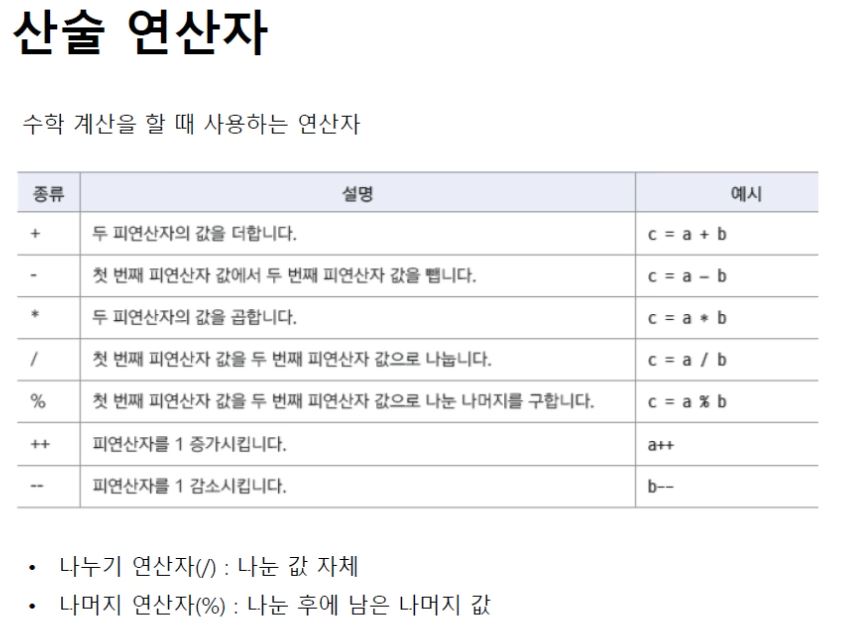 산술 연산자
수학 계산을 할 때 사용하는 연산자
종류 설명 예시
+ 두 피연산자의 값을 더합니다. c = a + b
- 첫 번째 피연산자 값에서 두 번째 피연산자 값을 뺍니다. c = a – b
* 두 피연산자의 값을 곱합니다. c = a * b
/ 첫 번째 피연산자 값을 두 번째 피연산자 값으로 나눕니다. c = a / b
% 첫 번째 피연산자 값을 두 번째 피연산자 값으로 나눈 나머지를 구합니다. c = a % b
++ 피연산자를 1 증가시킵니다. a++
-- 피연산자를 1 감소시킵니다. b--
• 나누기 연산자(/) : 나눈 값 자체
• 나머지 연산자(%) : 나눈 후에 남은 나머지 값